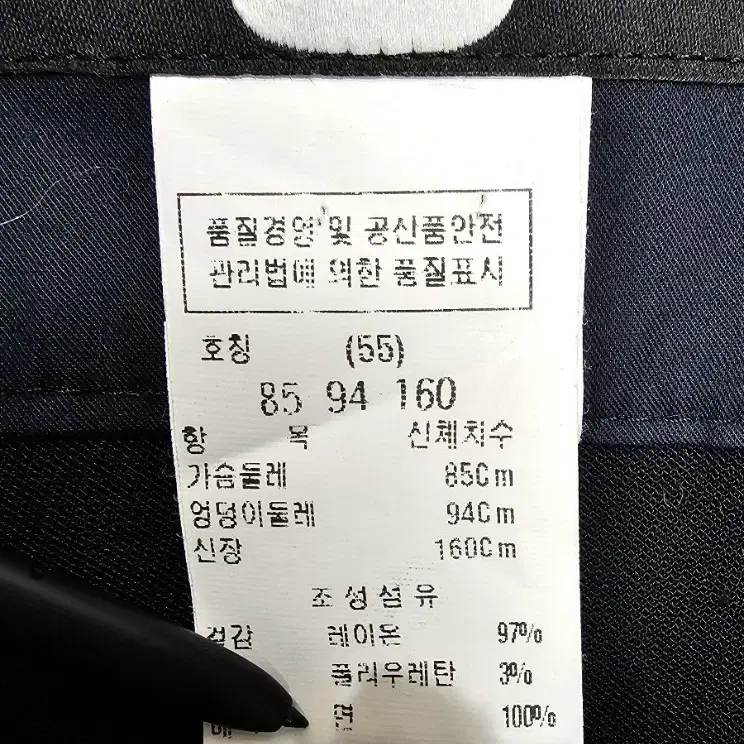 품질경영 및 공산품안전
관리법에 의한 품질표시
호칭 (55)
85 94 160
항 목 신체치수
가슴둘레 85Cm
엉덩이둘레 94Cm
신장 160Cm
조성섬유
겉감 레이온 97%
폴리우레탄 3%
면 100%